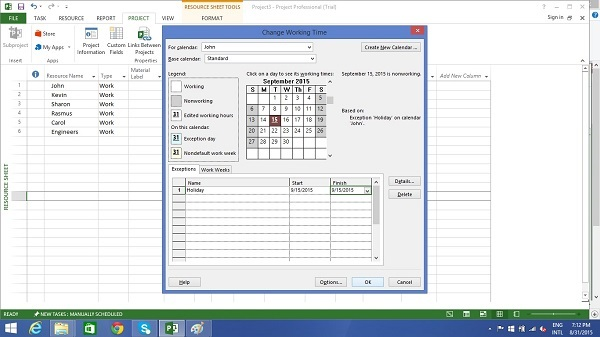 RESOURCE SHEET TOOLS Project3 - Project Professional (Trial)
FILE TASK RESOURCE REPORT PROJECT VIEW FORMAT Sign in
Subproject
Store
My Apps
Project Information
Custom Fields
Links Between Projects
Insert
Apps
Resource Name Type Material Label Add New Column
1 John Work
2 Kevin Work
3 Sharon Work
4 Rasmus Work
5 Carol Work
6 Engineers Work
RESOURCE SHEET
Change Working Time
For calendar: John
Create New Calendar ...
Base calendar: Standard
Legend:
Working
Nonworking
31 Edited working hours
On this calendar:
31 Exception day
31 Nondefault work week
Click on a day to see its working times:
September 2015
S M T W Th F S
1 2 3 4 5
6 7 8 9 10 11 12
13 14 15 16 17 18 19
20 21 22 23 24 25 26
27 28 29 30
September 15, 2015 is nonworking.
Based on:
Exception 'Holiday' on calendar 'John'.
Exceptions Work Weeks
Name Start Finish
1 Holiday 9/15/2015 9/15/2015
Details...
Delete
Help Options... OK Cancel
READY NEW TASKS : MANUALLY SCHEDULED
ENG
INTL
7:12 PM
8/31/2015